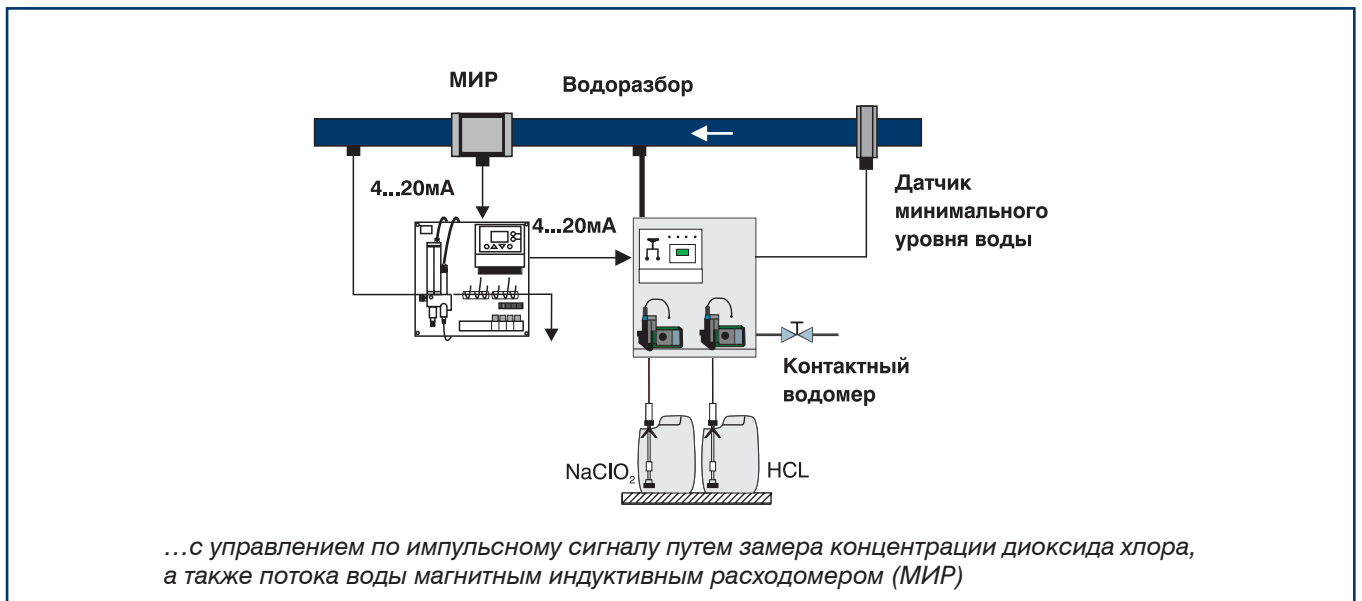 МИР
Водоразбор
4...20мА
4...20мА
Датчик
минимального
уровня воды
Контактный
водомер
NaClO₂
HCL
...с управлением по импульсному сигналу путем замера концентрации диоксида хлора,
а также потока воды магнитным индуктивным расходомером (МИР)